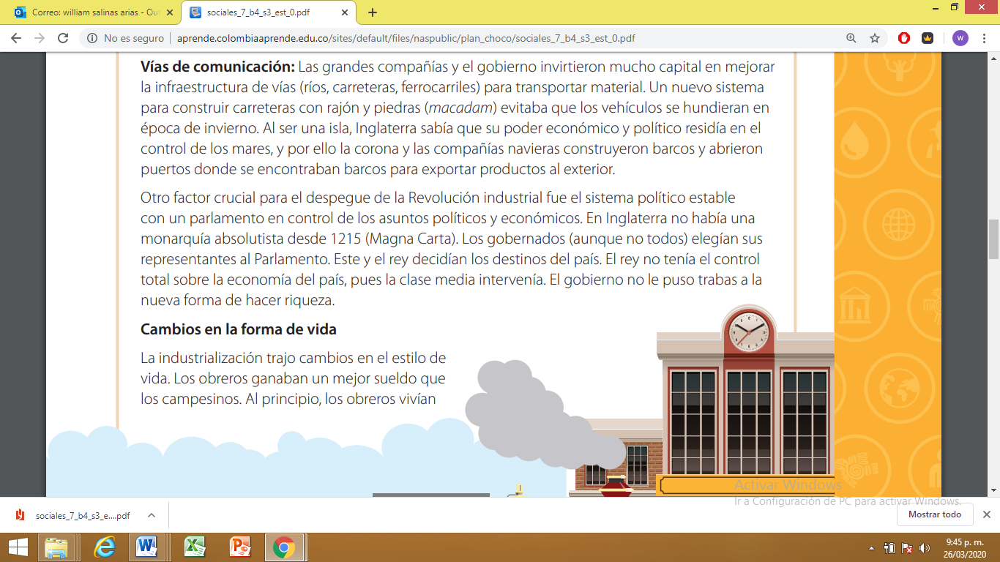 Correo: william salinas arias - Out
sociales_7_b4_s3_est_0.pdf
No es seguro
aprende.colombiaaprende.edu.co/sites/default/files/naspublic/plan_choco/sociales_7_b4_s3_est_0.pdf
w
Vías de comunicación: Las grandes compañías y el gobierno invirtieron mucho capital en mejorar
la infraestructura de vías (ríos, carreteras, ferrocarriles) para transportar material. Un nuevo sistema
para construir carreteras con rajón y piedras (macadam) evitaba que los vehículos se hundieran en
época de invierno. Al ser una isla, Inglaterra sabía que su poder económico y político residía en el
control de los mares, y por ello la corona y las compañías navieras construyeron barcos y abrieron
puertos donde se encontraban barcos para exportar productos al exterior.
Otro factor crucial para el despegue de la Revolución industrial fue el sistema político estable
con un parlamento en control de los asuntos políticos y económicos. En Inglaterra no había una
monarquía absolutista desde 1215 (Magna Carta). Los gobernados (aunque no todos) elegían sus
representantes al Parlamento. Este y el rey decidían los destinos del país. El rey no tenía el control
total sobre la economía del país, pues la clase media intervenía. El gobierno no le puso trabas a la
nueva forma de hacer riqueza.
Cambios en la forma de vida
La industrialización trajo cambios en el estilo de
vida. Los obreros ganaban un mejor sueldo que
los campesinos. Al principio, los obreros vivían
Activar Windows
Ir a Configuración de PC para activar Windows.
sociales_7_b4_s3_e....pdf
Mostrar todo
9:45 p. m.
26/03/2020